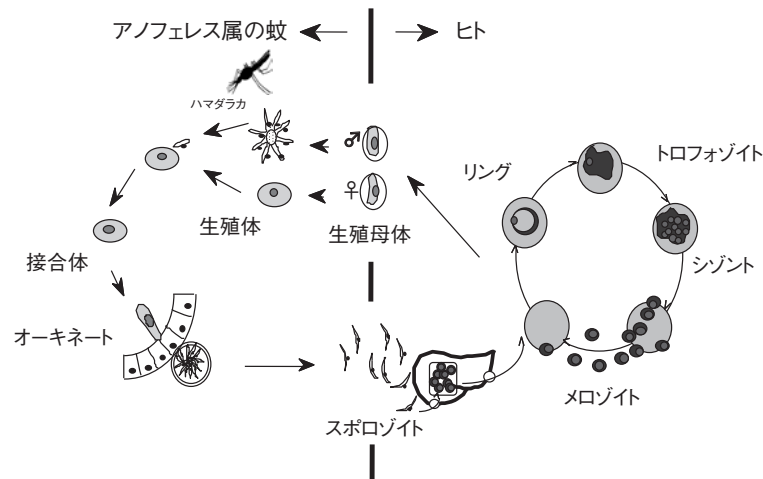 アノフェレス属の蚊
ヒト
ハマダラカ
♂
トロフォゾイト
リング
♀
生殖体
生殖母体
接合体
シゾント
オーキネート
メロゾイト
スポロゾイト